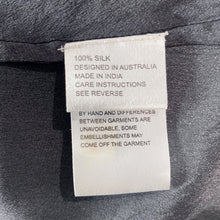 100% SILK
DESIGNED IN AUSTRALIA
MADE IN INDIA
CARE INSTRUCTIONS
SEE REVERSE
BY HAND AND DIFFERENCES
BETWEEN GARMENTS ARE
UNAVOIDABLE, SOME
EMBELLISHMENTS MAY
COME OFF THE GARMENT